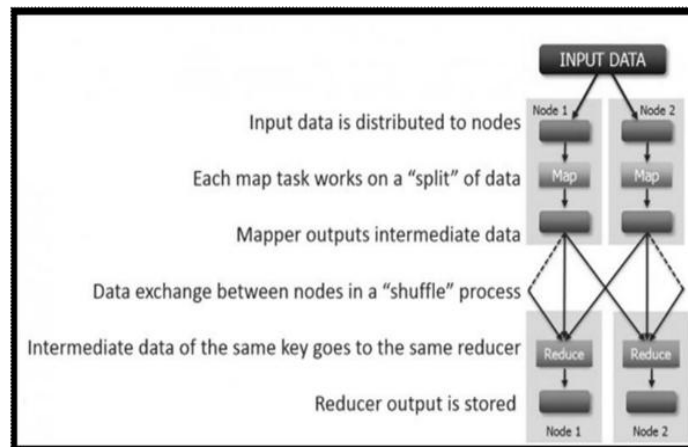 INPUT DATA
Node 1
Node 2
Input data is distributed to nodes
Each map task works on a “split” of data
Map
Map
Mapper outputs intermediate data
Data exchange between nodes in a “shuffle” process
Intermediate data of the same key goes to the same reducer
Reduce
Reduce
Reducer output is stored
Node 1
Node 2